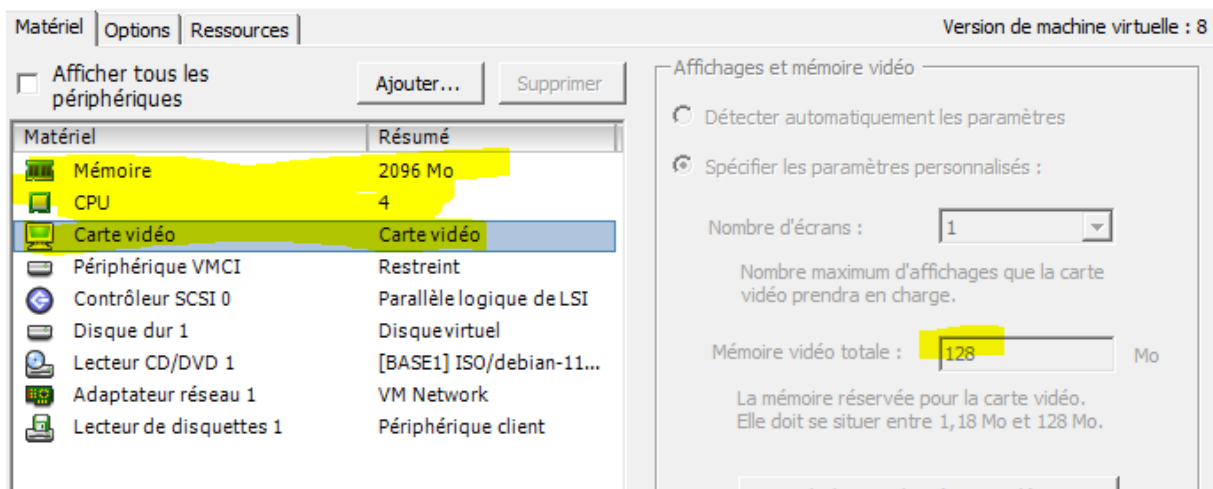 Matériel Options Ressources Version de machine virtuelle : 8
Afficher tous les
périphériques
Ajouter... Supprimer
Matériel Résumé
Mémoire 2096 Mo
CPU 4
Carte vidéo Carte vidéo
Périphérique VMCI Restreint
Contrôleur SCSI 0 Parallèle logique de LSI
Disque dur 1 Disque virtuel
Lecteur CD/DVD 1 [BASE1] ISO/debian-11...
Adaptateur réseau 1 VM Network
Lecteur de disquettes 1 Périphérique client
Affichages et mémoire vidéo
Détecter automatiquement les paramètres
Spécifier les paramètres personnalisés :
Nombre d'écrans : 1
Nombre maximum d'affichages que la carte
vidéo prendra en charge.
Mémoire vidéo totale : 128 Mo
La mémoire réservée pour la carte vidéo.
Elle doit se situer entre 1,18 Mo et 128 Mo.